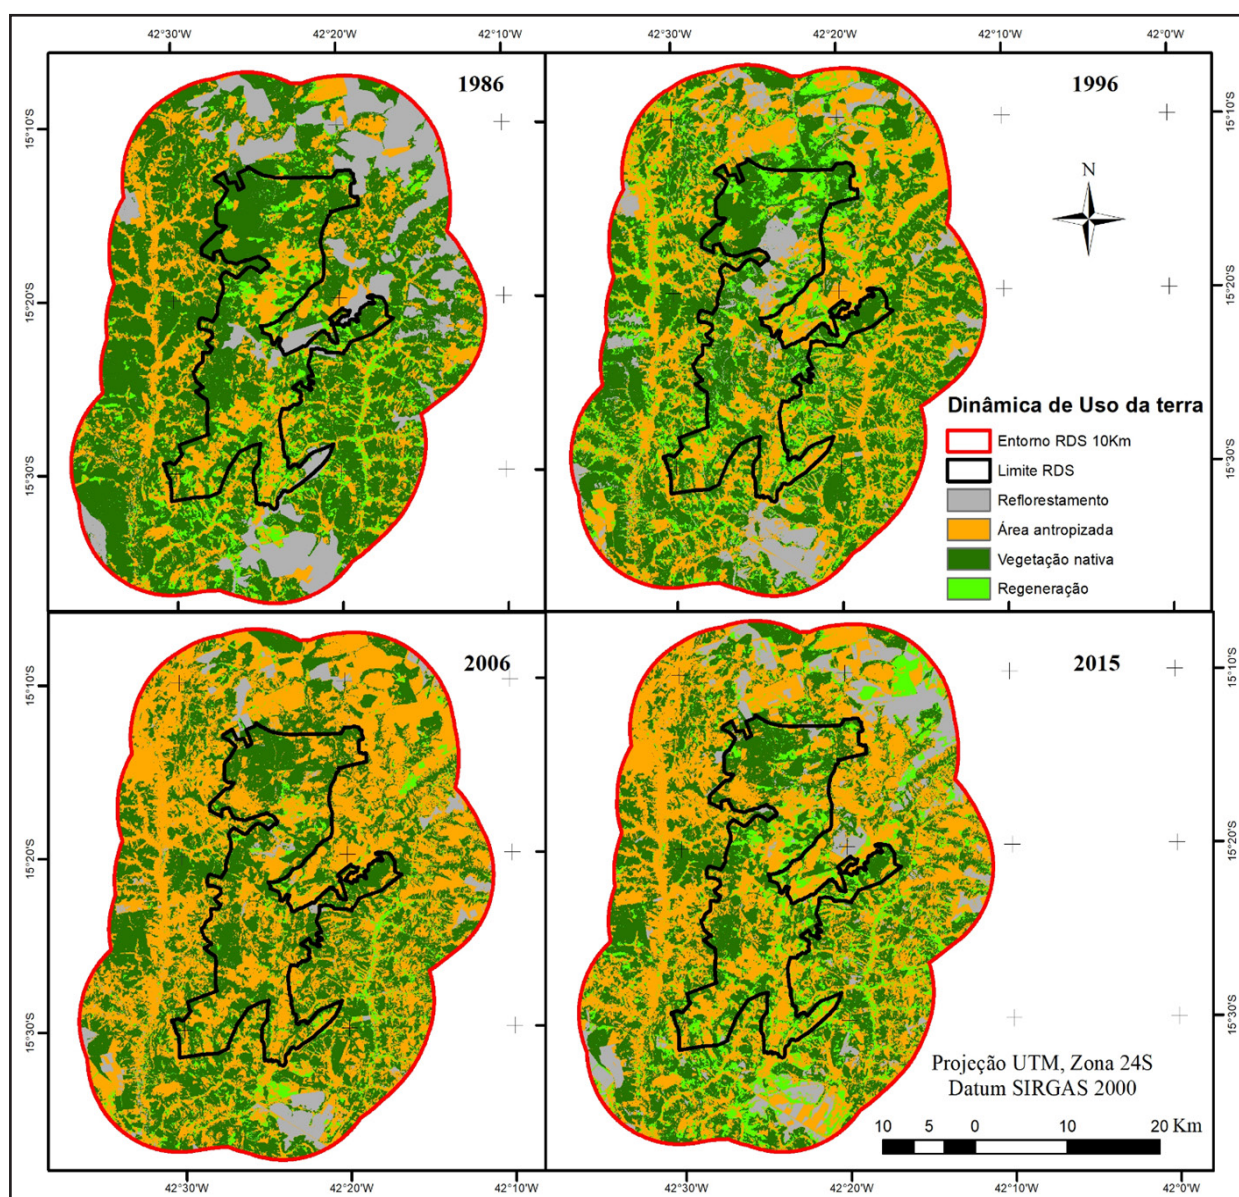 42°30'W 42°20'W 42°10'W 42°30'W 42°20'W 42°10'W 42°0'W
1986
1996
15°10'S
15°10'S
N
15°20'S
15°20'S
Dinâmica de Uso da terra
Entorno RDS 10Km
Limite RDS
Reflorestamento
Área antropizada
Vegetação nativa
Regeneração
15°30'S
15°30'S
2006
2015
15°10'S
15°10'S
15°20'S
15°20'S
15°30'S
15°30'S
Projeção UTM, Zona 24S
Datum SIRGAS 2000
10 5 0 10 20 Km
42°30'W 42°20'W 42°10'W 42°30'W 42°20'W 42°10'W 42°0'W